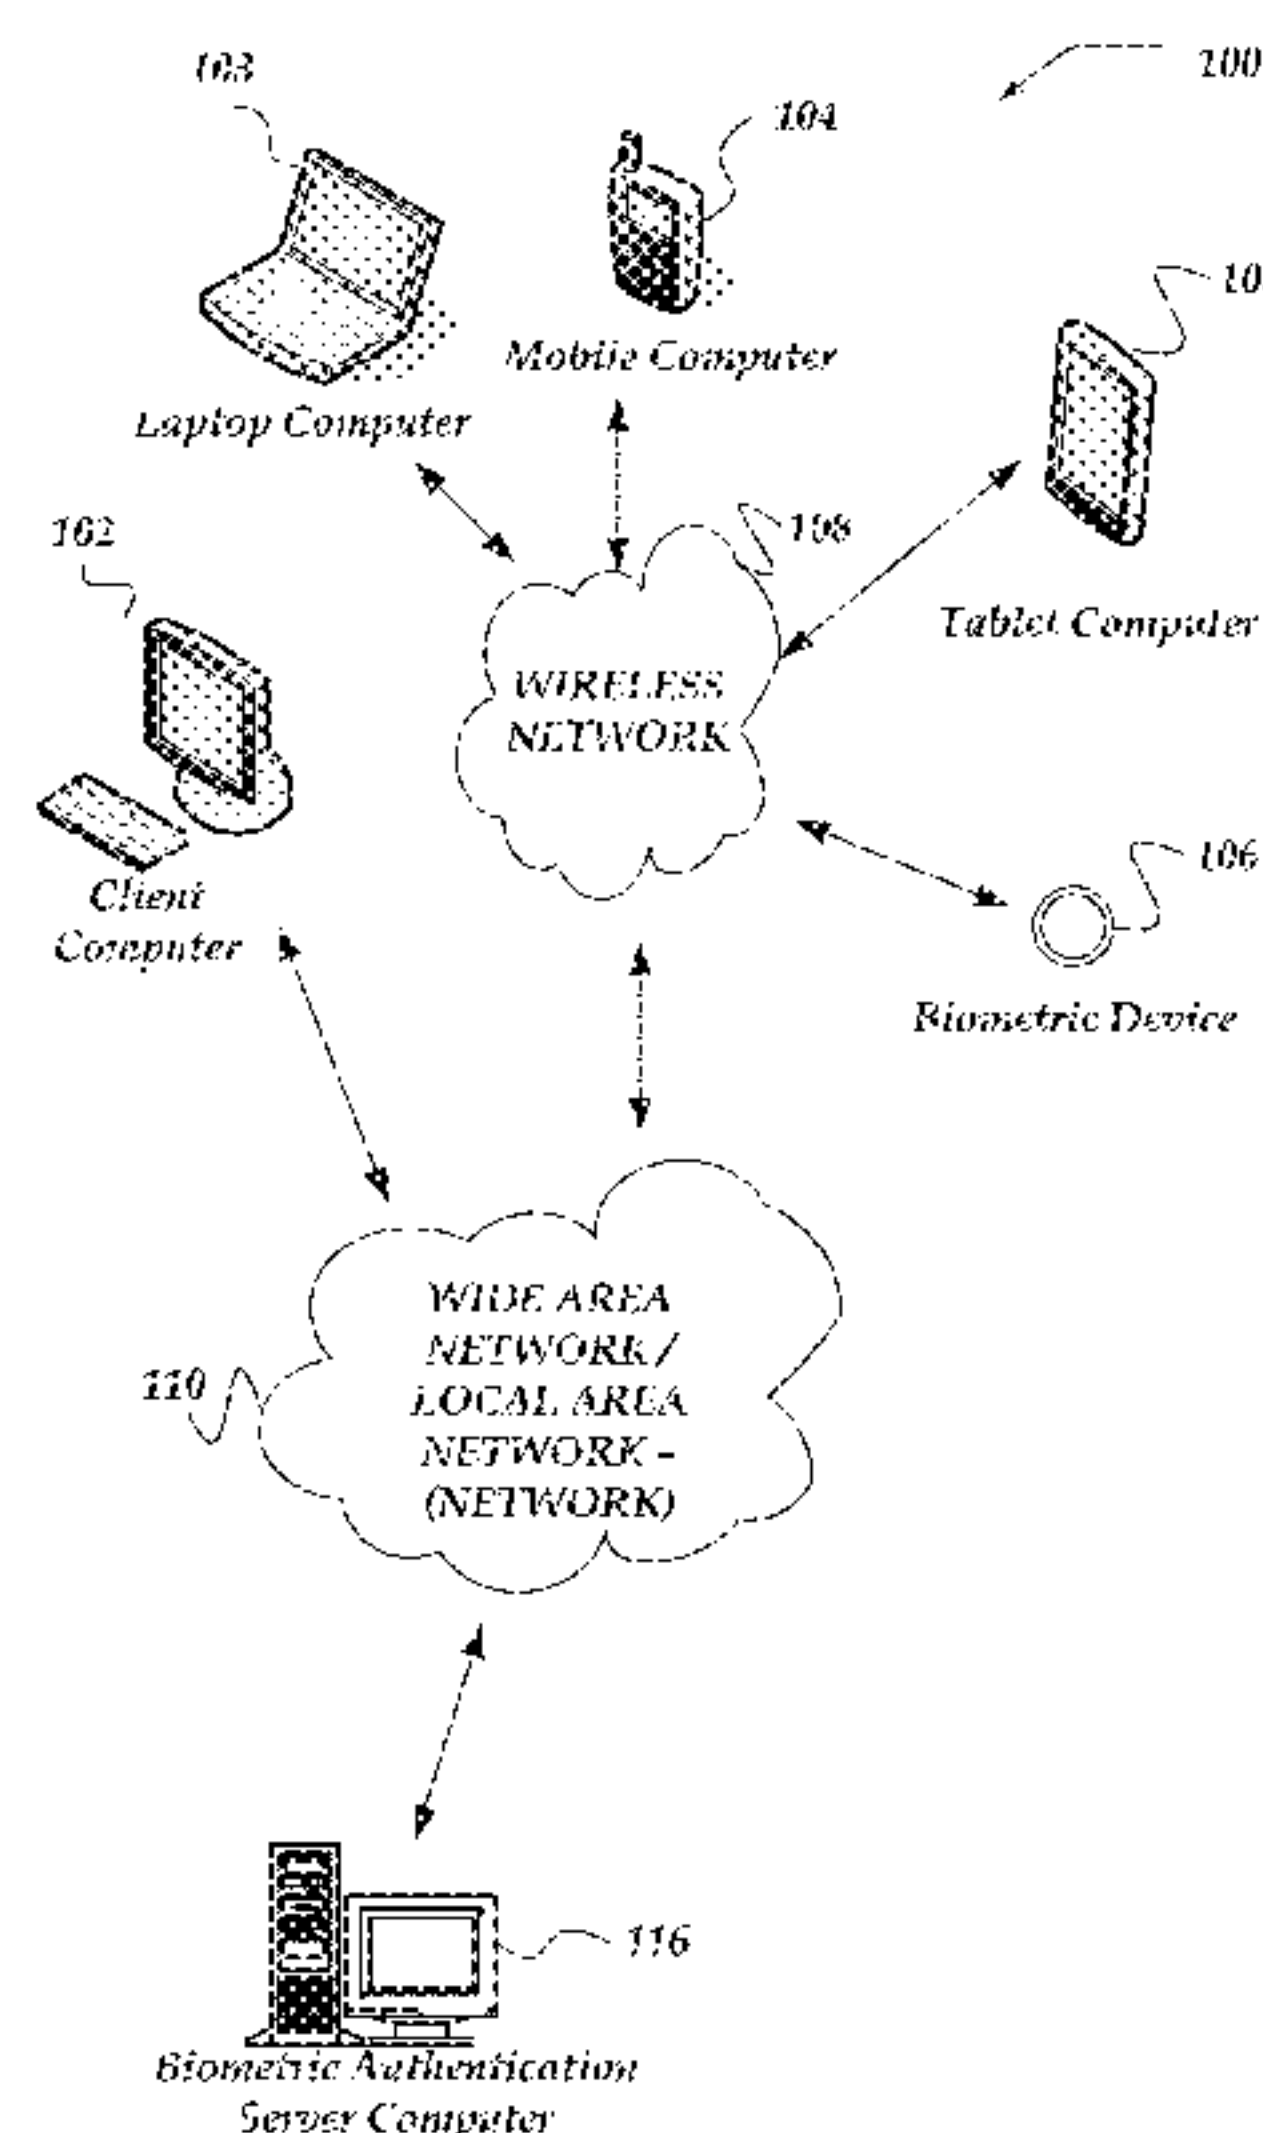 103
100
104
10
Mobile Computer
Laptop Computer
102
108
Tablet Computer
WIRELESS
NETWORK
106
Client
Computer
Biometric Device
WIDE AREA
NETWORK /
110
LOCAL AREA
NETWORK –
(NETWORK)
116
Biometric Authentication
Server Computer